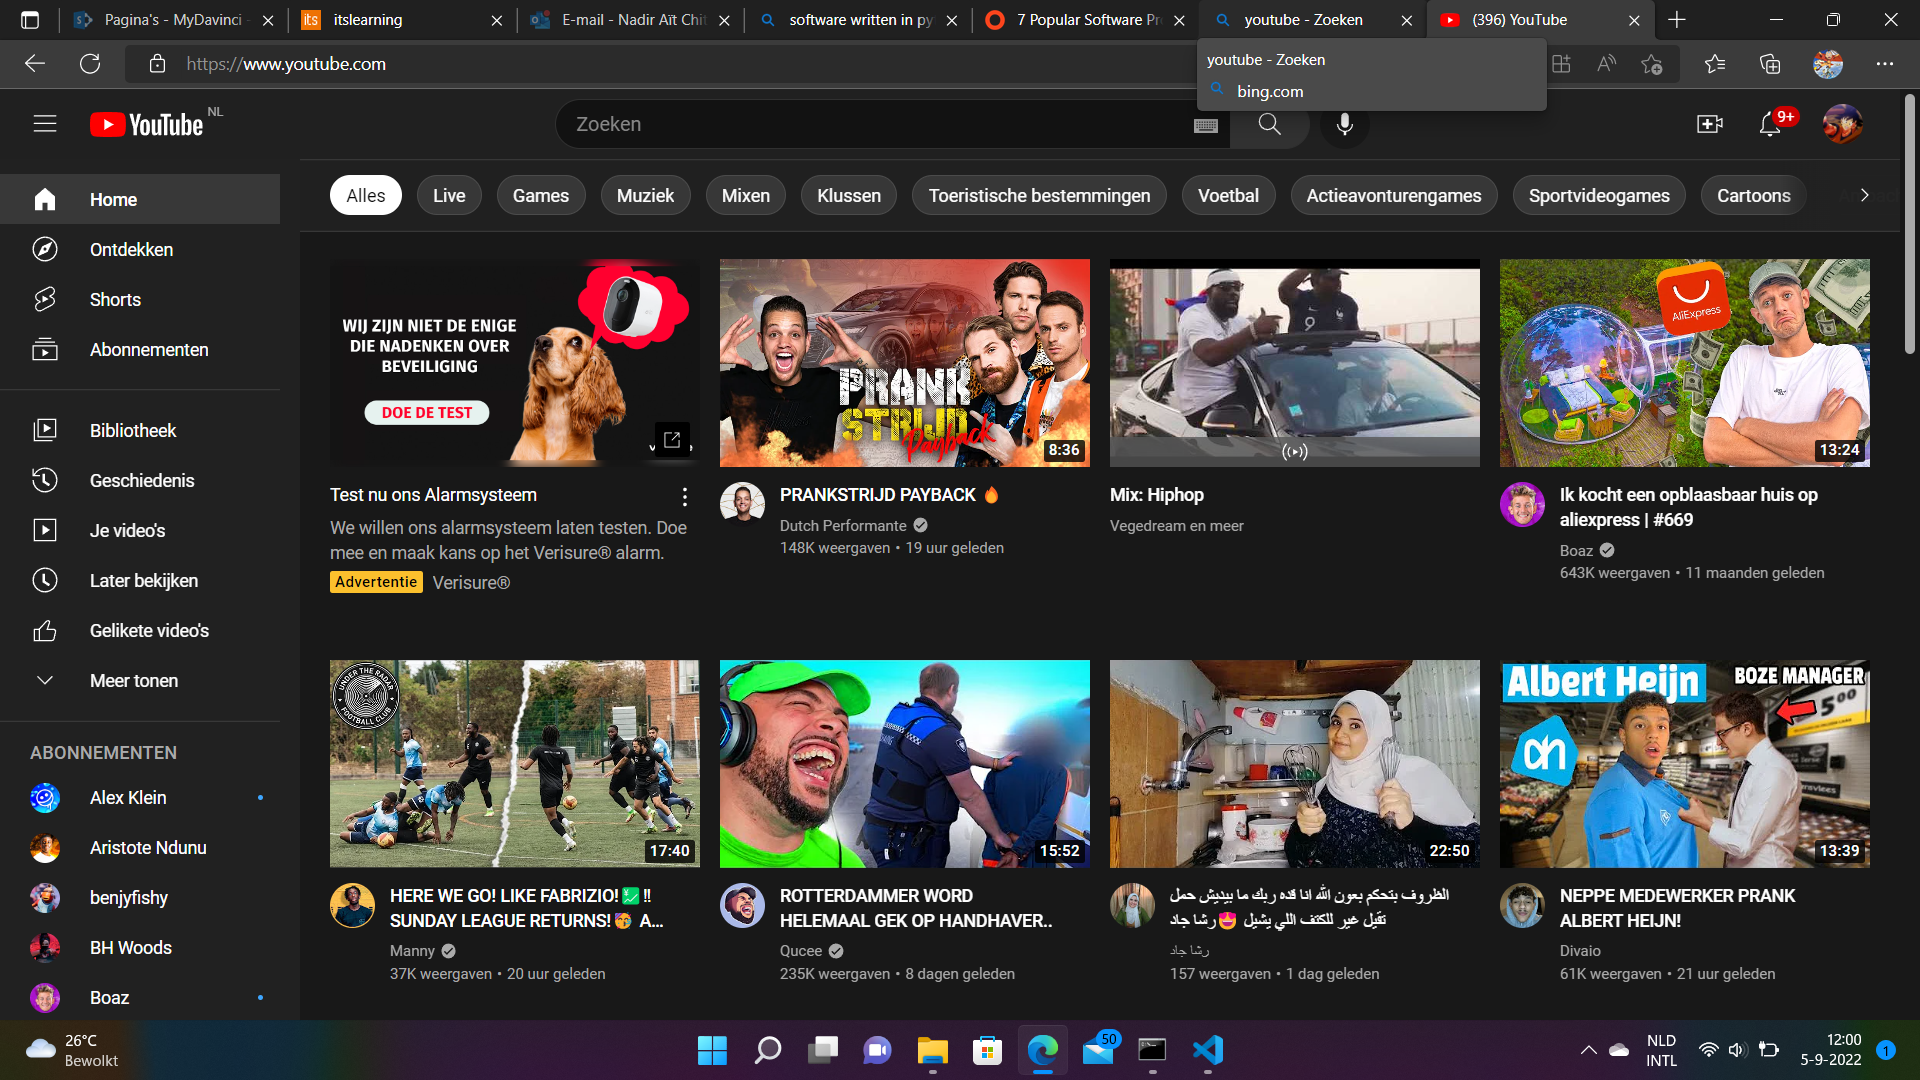 Pagina's - MyDavinci -
itslearning
E-mail - Nadir Aït Chit
software written in py
7 Popular Software Pr
youtube - Zoeken
(396) YouTube
https://www.youtube.com
youtube - Zoeken
bing.com
YouTube NL
Zoeken
9+
Alles
Live
Games
Muziek
Mixen
Klussen
Toeristische bestemmingen
Voetbal
Actieavonturengames
Sportvideogames
Cartoons
Home
Ontdekken
Shorts
Abonnementen
Bibliotheek
Geschiedenis
Je video's
Later bekijken
Gelikete video's
Meer tonen
ABONNEMENTEN
Alex Klein
Aristote Ndunu
benjyfishy
BH Woods
Boaz
WIJ ZIJN NIET DE ENIGE
DIE NADENKEN OVER
BEVEILIGING
DOE DE TEST
Test nu ons Alarmsysteem
We willen ons alarmsysteem laten testen. Doe
mee en maak kans op het Verisure® alarm.
Advertentie Verisure®
PRANK
STRIJD
Payback
8:36
PRANKSTRIJD PAYBACK 🔥
Dutch Performante
148K weergaven • 19 uur geleden
9
Mix: Hiphop
Vegedream en meer
AliExpress
13:24
Ik kocht een opblaasbaar huis op
aliexpress | #669
Boaz
643K weergaven • 11 maanden geleden
UNDER THE RADAR
FOOTBALL CLUB
17:40
HERE WE GO! LIKE FABRIZIO!💹‼
SUNDAY LEAGUE RETURNS!🥳 A...
Manny
37K weergaven • 20 uur geleden
15:52
ROTTERDAMMER WORD
HELEMAAL GEK OP HANDHAVER..
Qucee
235K weergaven • 8 dagen geleden
22:50
الظروف بتحكم بعون الله انا قده ربك ما بيديش حمل
تقيل غير للكتف اللي يشيل 😍رشا جاد
رشا جاد
157 weergaven • 1 dag geleden
Albert Heijn
BOZE MANAGER
5.00
ah
13:39
NEPPE MEDEWERKER PRANK
ALBERT HEIJN!
Divaio
61K weergaven • 21 uur geleden
26°C
Bewolkt
50
NLD
INTL
12:00
5-9-2022
1